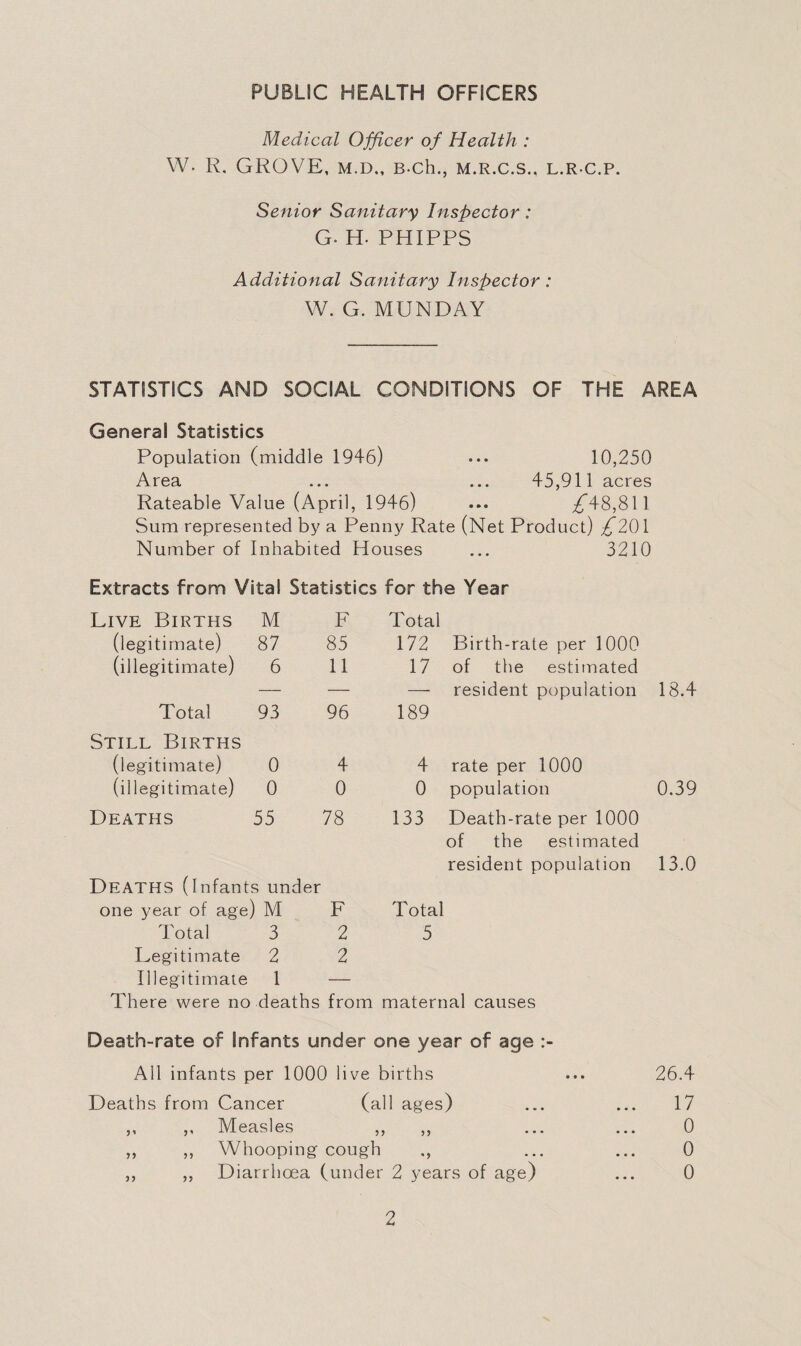 PUBLIC HEALTH OFFICERS
Medical Officer of Health :
W. R. GROVE, M.D., B.Ch., M.R.C.S., L.R.C.P.
Senior Sanitary Inspector :
G. H. PHIPPS
Additional Sanitary Inspector :
W. G. MUNDAY
STATISTICS AND SOCIAL CONDITIONS OF THE AREA
General Statistics
Population (middle 1946) ... 10,250
Area ... ... 45,911 acres
Rateable Value (April, 1946) ... £48,811
Sum represented by a Penny Rate (Net Product) £201
Number of Inhabited Houses ... 3210
Extracts from Vital Statistics for the Year
LIVE BIRTHS M F Total
(legitimate) 87 85 172 Birth-rate per 1000
(illegitimate) 6 11 17 of the estimated
— — — resident population 18.4
Total 93 96 189
STILL BIRTHS
(legitimate) 0 4 4 rate per 1000
(illegitimate) 0 0 0 population 0.39
DEATHS 55 78 133 Death-rate per 1000
of the estimated
resident population 13.0
DEATHS (Infants under
one year of age) M F Total
Total 3 2 5
Legitimate 2 2
Illegitimate 1 —
There were no deaths from maternal causes
Death-rate of Infants under one year of age :-
All infants per 1000 live births ... 26.4
Deaths from Cancer (all ages) ... ... 17
,, ,, Measles ,, ,, ... ... 0
,, ,, Whooping cough ., ... ... 0
,, ,, Diarrhœa (under 2 years of age) ... 0
2